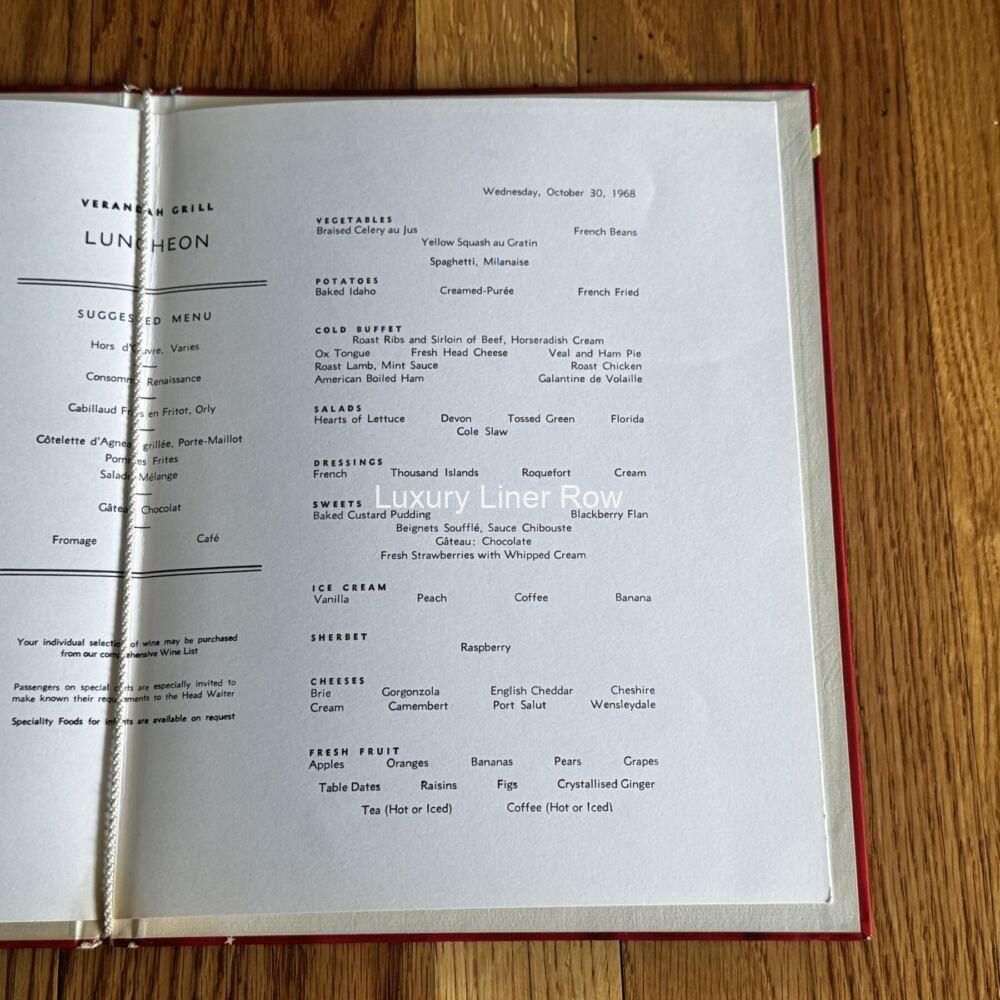 VERANDAH GRILL
LUNCHEON
SUGGESTED MENU
Hors d'Œuvre, Varies
Consommé Renaissance
Cabillaud Frais en Fritot, Orly
Côtelette d'Agneau grillée, Porte-Maillot
Pommes Frites
Salade Mélange
Gâteau Chocolat
Fromage Café
Your individual selection of wine may be purchased
from our comprehensive Wine List
Passengers on special diets are especially invited to
make known their requirements to the Head Waiter
Speciality Foods for infants are available on request
Wednesday, October 30, 1968
VEGETABLES
Braised Celery au Jus French Beans
Yellow Squash au Gratin
Spaghetti, Milanaise
POTATOES
Baked Idaho Creamed-Purée French Fried
COLD BUFFET
Roast Ribs and Sirloin of Beef, Horseradish Cream
Ox Tongue Fresh Head Cheese Veal and Ham Pie
Roast Lamb, Mint Sauce Roast Chicken
American Boiled Ham Galantine de Volaille
SALADS
Hearts of Lettuce Devon Tossed Green Florida
Cole Slaw
DRESSINGS
French Thousand Islands Roquefort Cream
Luxury Liner Row
SWEETS
Baked Custard Pudding Blackberry Flan
Beignets Soufflé, Sauce Chibouste
Gâteau: Chocolate
Fresh Strawberries with Whipped Cream
ICE CREAM
Vanilla Peach Coffee Banana
SHERBET
Raspberry
CHEESES
Brie Gorgonzola English Cheddar Cheshire
Cream Camembert Port Salut Wensleydale
FRESH FRUIT
Apples Oranges Bananas Pears Grapes
Table Dates Raisins Figs Crystallised Ginger
Tea (Hot or Iced) Coffee (Hot or Iced)